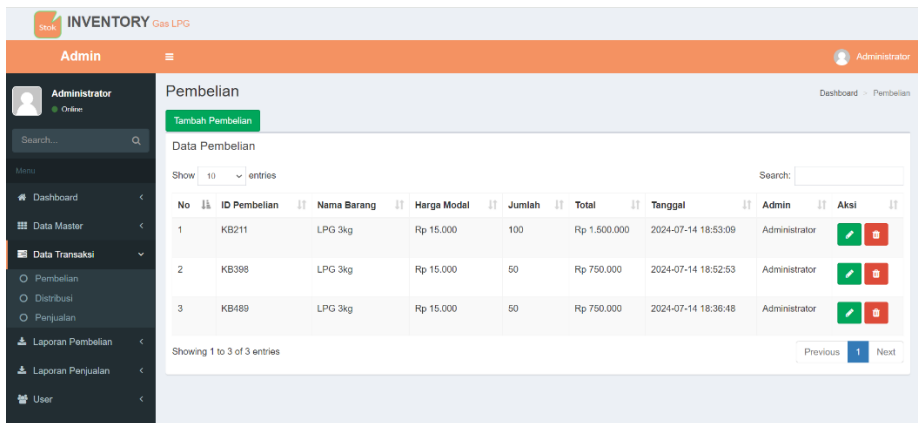 Stok INVENTORY Gas LPG
Admin
Administrator
Administrator
Online
Search...
Menu
Dashboard
Data Master
Data Transaksi
Pembelian
Distribusi
Penjualan
Laporan Pembelian
Laporan Penjualan
User
Pembelian
Dashboard > Pembelian
Tambah Pembelian
Data Pembelian
Show 10 entries
Search:
No ID Pembelian Nama Barang Harga Modal Jumlah Total Tanggal Admin Aksi
1 KB211 LPG 3kg Rp 15.000 100 Rp 1.500.000 2024-07-14 18:53:09 Administrator
2 KB398 LPG 3kg Rp 15.000 50 Rp 750.000 2024-07-14 18:52:53 Administrator
3 KB489 LPG 3kg Rp 15.000 50 Rp 750.000 2024-07-14 18:36:48 Administrator
Showing 1 to 3 of 3 entries
Previous 1 Next